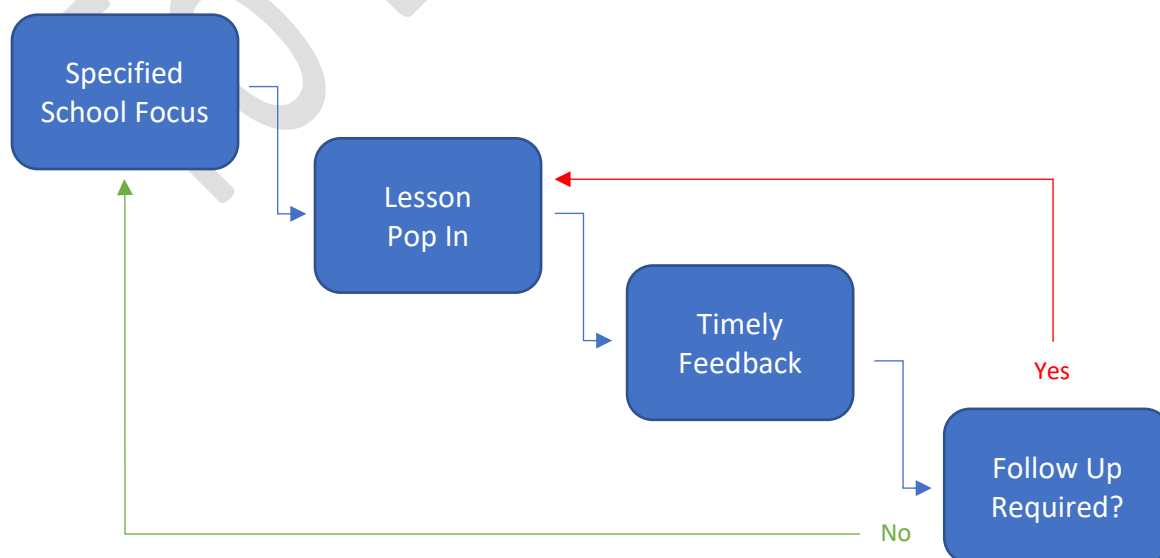 Specified
School Focus
Lesson
Pop In
Timely
Feedback
Yes
Follow Up
Required?
No